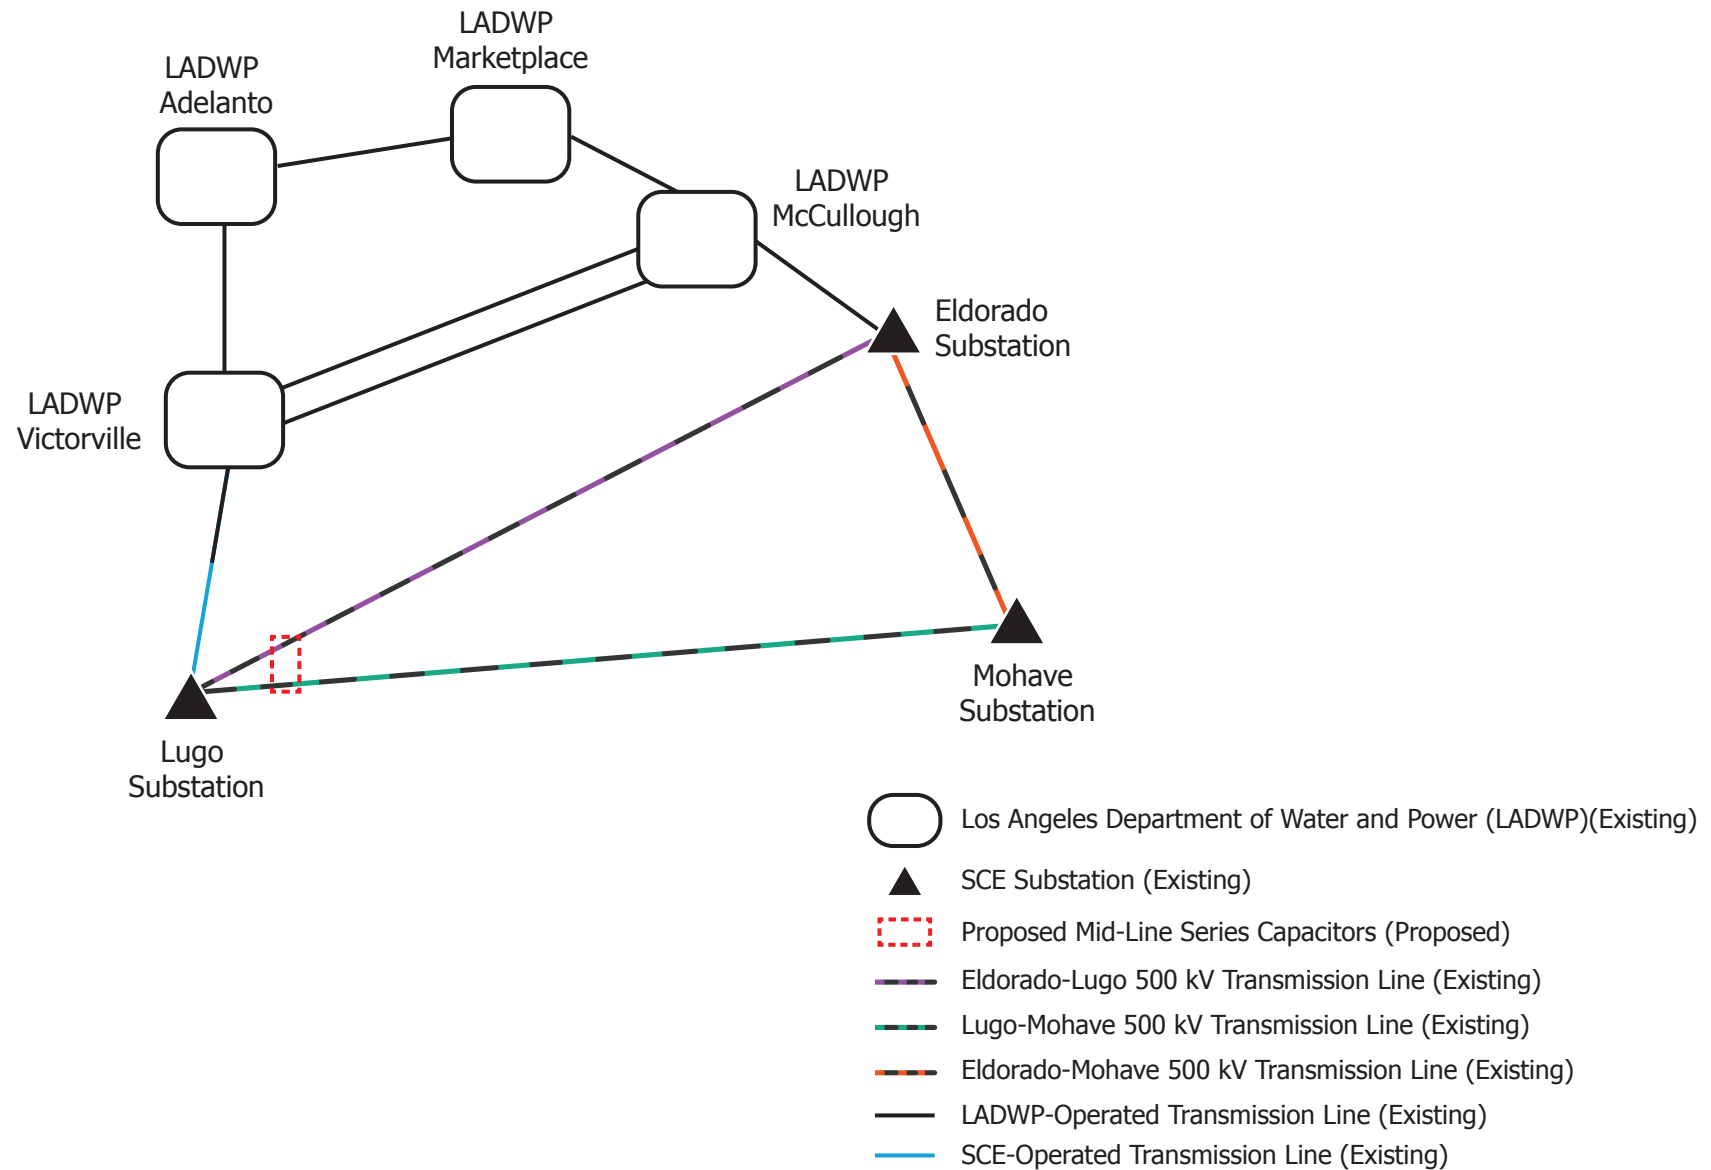 LADWP
Marketplace
LADWP
Adelanto
LADWP
McCullough
Eldorado
Substation
LADWP
Victorville
Mohave
Substation
Lugo
Substation
Los Angeles Department of Water and Power (LADWP)(Existing)
SCE Substation (Existing)
Proposed Mid-Line Series Capacitors (Proposed)
Eldorado-Lugo 500 kV Transmission Line (Existing)
Lugo-Mohave 500 kV Transmission Line (Existing)
Eldorado-Mohave 500 kV Transmission Line (Existing)
LADWP-Operated Transmission Line (Existing)
SCE-Operated Transmission Line (Existing)